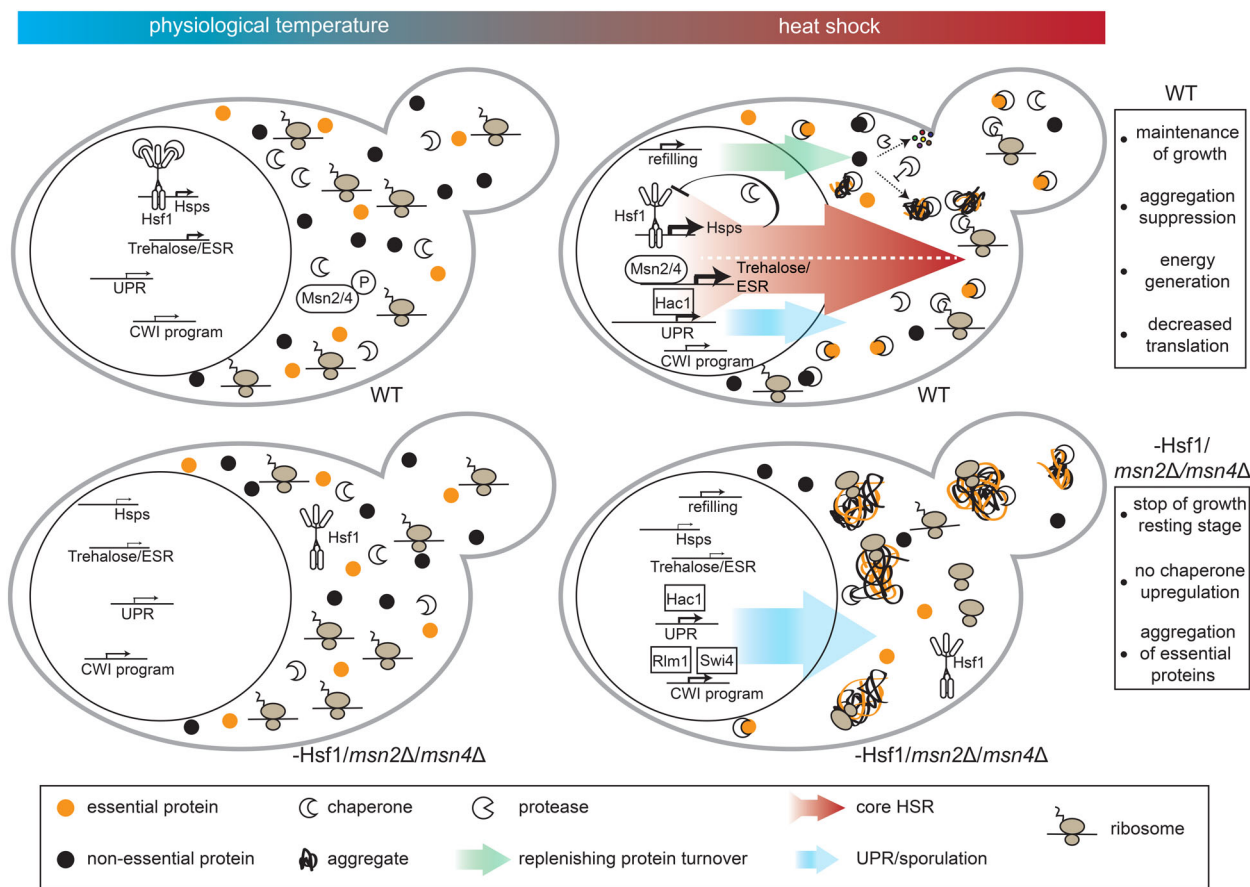 physiological temperature
heat shock
Hsf1
Hsps
Trehalose/ESR
UPR
CWI program
Msn2/4
P
WT
refilling
Hsf1
Hsps
Msn2/4
Trehalose/
ESR
Hac1
UPR
CWI program
WT
WT
• maintenance
of growth
• aggregation
suppression
• energy
generation
• decreased
translation
Hsps
Trehalose/ESR
UPR
CWI program
Hsf1
-Hsf1/msn2Δ/msn4Δ
refilling
Hsps
Trehalose/ESR
Hac1
UPR
Rlm1
Swi4
CWI program
Hsf1
-Hsf1/msn2Δ/msn4Δ
-Hsf1/
msn2Δ/msn4Δ
• stop of growth
resting stage
• no chaperone
upregulation
• aggregation
of essential
proteins
essential protein
chaperone
protease
core HSR
ribosome
non-essential protein
aggregate
replenishing protein turnover
UPR/sporulation